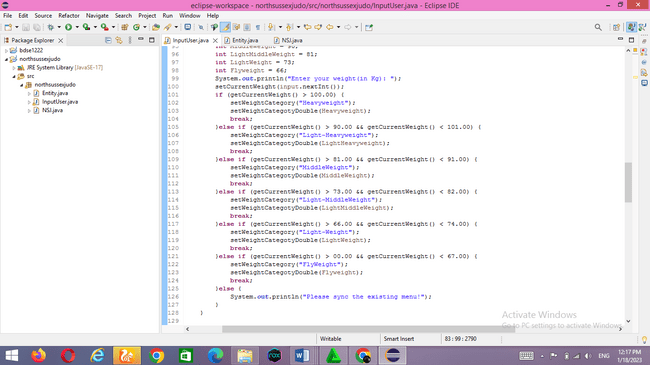 eclipse-workspace - northsussexjudo/src/northsussexjudo/InputUser.java - Eclipse IDE
File Edit Source Refactor Navigate Search Project Run Window Help
Package Explorer
InputUser.java Entity.java NSJ.java
bdse1222
northsussexjudo
JRE System Library [JavaSE-17]
src
northsussexjudo
Entity.java
InputUser.java
NSJ.java
96 int LightMiddleWeight = 81;
97 int LightWeight = 73;
98 int Flyweight = 66;
99 System.out.println("Enter your weight(in Kg): ");
100 setCurrentWeight(input.nextInt());
101 if (getCurrentWeight() > 100.00) {
102 setWeightCategory("Heavyweight");
103 setWeightCategotyDouble(Heavyweight);
104 break;
105 }else if (getCurrentWeight() > 90.00 && getCurrentWeight() < 101.00) {
106 setWeightCategory("Light-Heavyweight");
107 setWeightCategotyDouble(LightHeavyweight);
108 break;
109 }else if (getCurrentWeight() > 81.00 && getCurrentWeight() < 91.00) {
110 setWeightCategory("MiddleWeight");
111 setWeightCategotyDouble(MiddleWeight);
112 break;
113 }else if (getCurrentWeight() > 73.00 && getCurrentWeight() < 82.00) {
114 setWeightCategory("Light-MiddleWeight");
115 setWeightCategotyDouble(LightMiddleWeight);
116 break;
117 }else if (getCurrentWeight() > 66.00 && getCurrentWeight() < 74.00) {
118 setWeightCategory("Light-Weight");
119 setWeightCategotyDouble(LightWeight);
120 break;
121 }else if (getCurrentWeight() > 00.00 && getCurrentWeight() < 67.00) {
122 setWeightCategory("FlyWeight");
123 setWeightCategotyDouble(Flyweight);
124 break;
125 }else {
126 System.out.println("Please sync the existing menu!");
127 }
128 }
129
Activate Windows
Go to PC settings to activate Windows.
Writable Smart Insert 83 : 99 : 2790
ENG
12:17 PM
1/18/2023